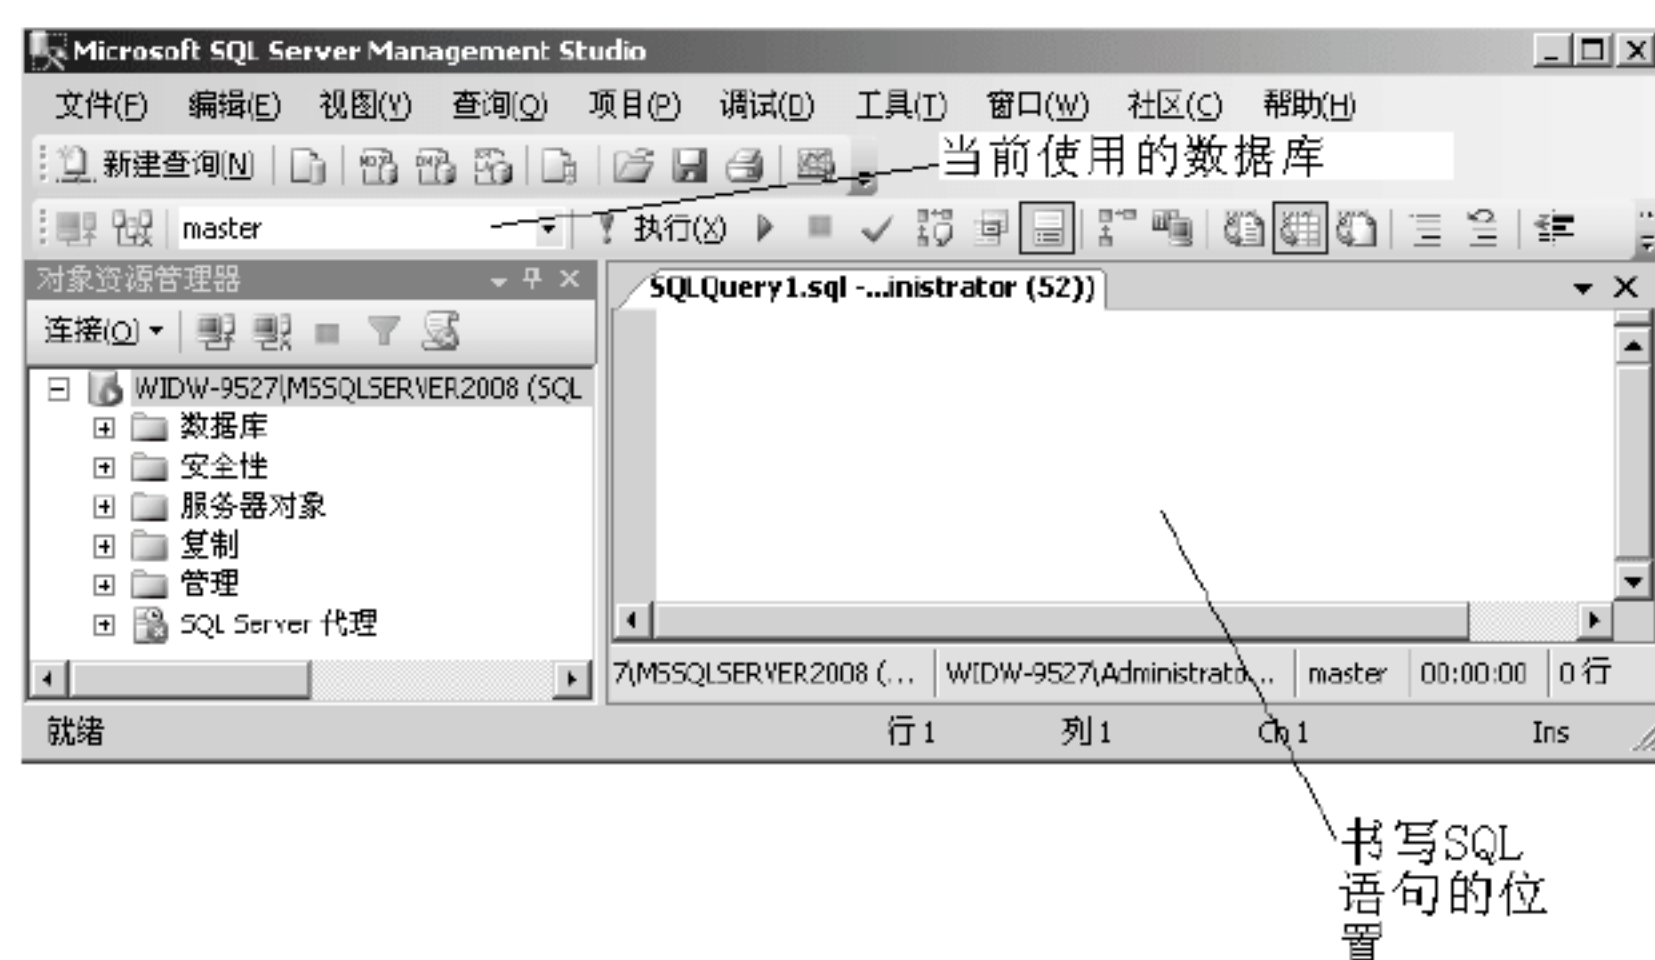 Microsoft SQL Server Management Studio
文件(F) 编辑(E) 视图(V) 查询(Q) 项目(P) 调试(D) 工具(T) 窗口(W) 社区(C) 帮助(H)
新建查询(N)
当前使用的数据库
master
执行(X)
对象资源管理器
SQLQuery1.sql -...inistrator (52))
连接(O)
WIDW-9527\MSSQLSERVER2008 (SQL
数据库
安全性
服务器对象
复制
管理
SQL Server 代理
7\MSSQLSERVER2008 (... WIDW-9527\Administrato... master 00:00:00 0 行
就绪 行 1 列 1 Ch 1 Ins
书写SQL
语句的位
置